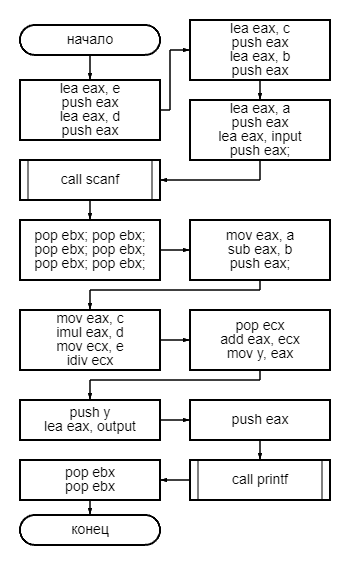 начало
lea eax, e
push eax
lea eax, d
push eax
lea eax, c
push eax
lea eax, b
push eax
lea eax, a
push eax
lea eax, input
push eax;
call scanf
pop ebx; pop ebx;
pop ebx; pop ebx;
pop ebx; pop ebx;
mov eax, a
sub eax, b
push eax;
mov eax, c
imul eax, d
mov ecx, e
idiv ecx
pop ecx
add eax, ecx
mov y, eax
push y
lea eax, output
push eax
call printf
pop ebx
pop ebx
конец